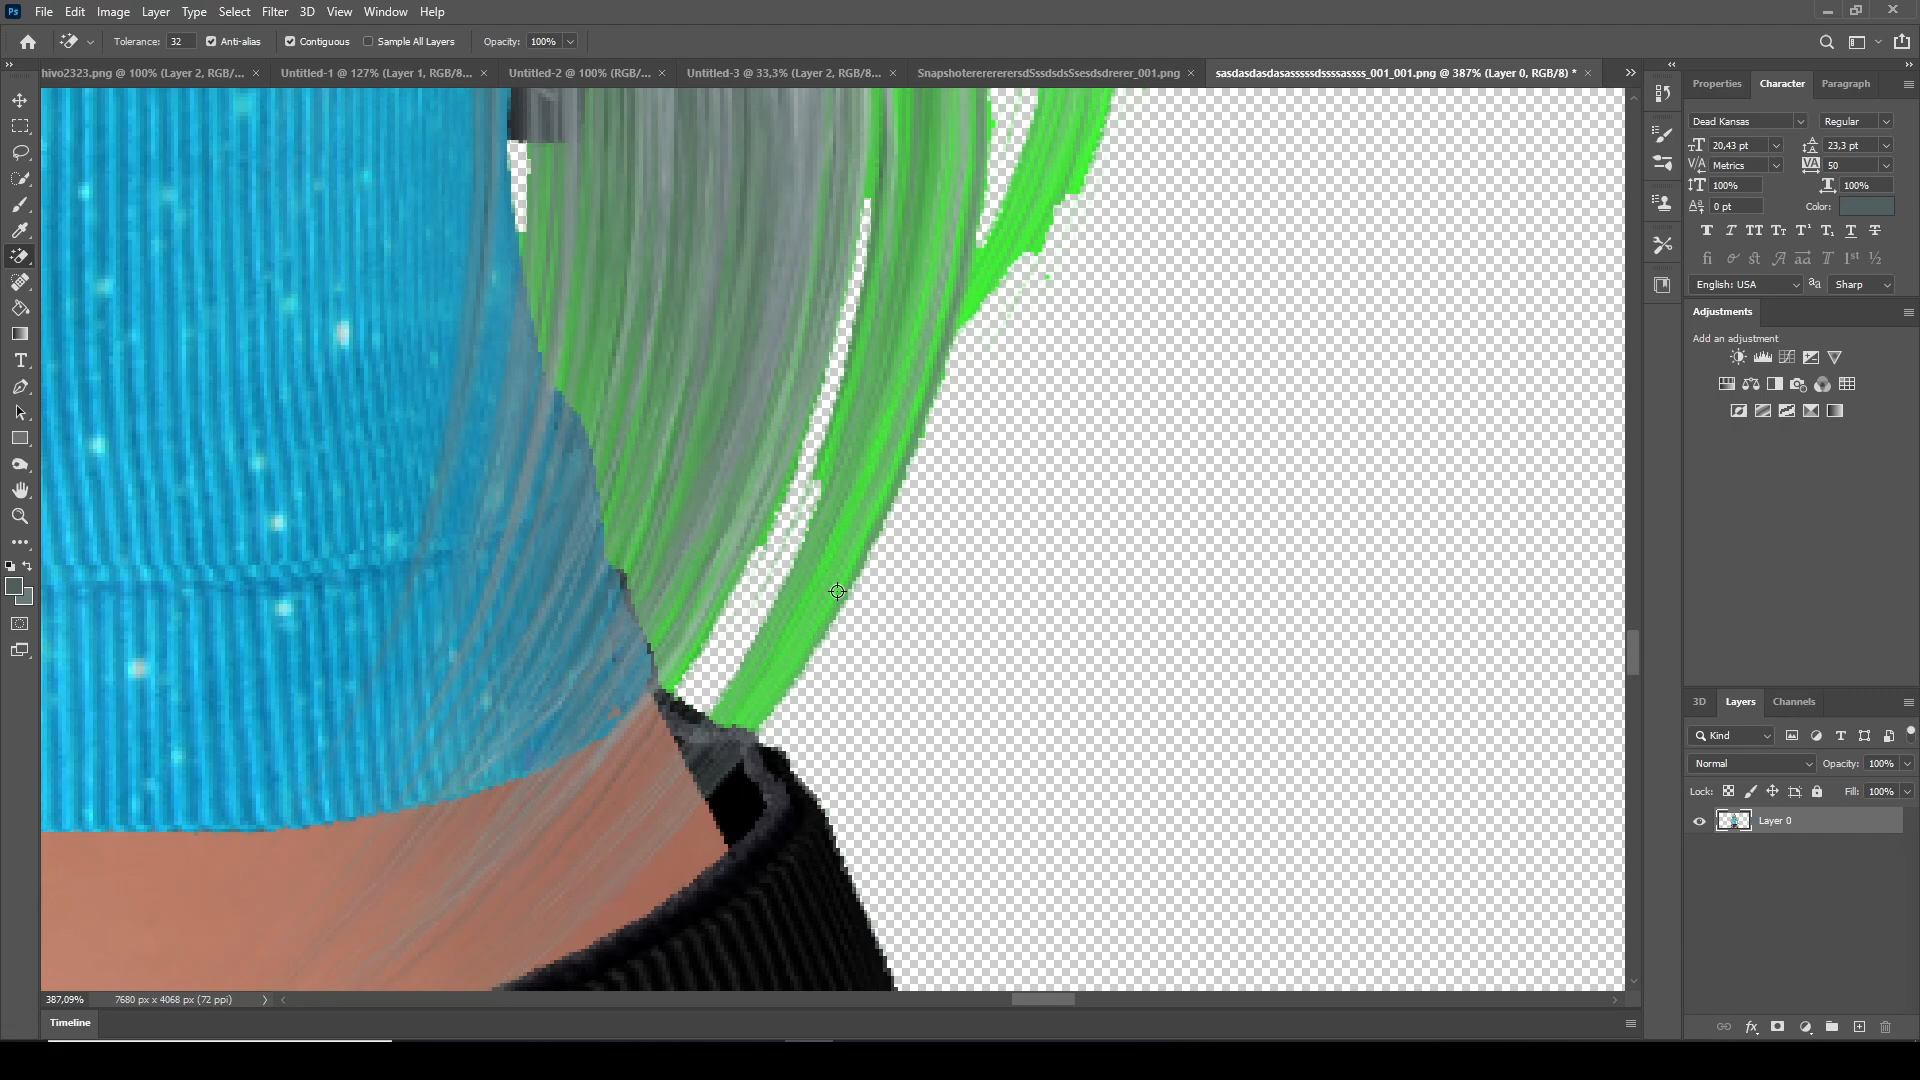 Ps File Edit Image Layer Type Select Filter 3D View Window Help
Tolerance: 32 Anti-alias Contiguous Sample All Layers Opacity: 100%
hivo2323.png @ 100% (Layer 2, RGB/... × Untitled-1 @ 127% (Layer 1, RGB/8... × Untitled-2 @ 100% (RGB/... × Untitled-3 @ 33,3% (Layer 2, RGB/8... × SnapshoterererererersdSssdsdsSsesdsdrerer_001.png × sasdasdasdasasssssdssssassss_001_001.png @ 387% (Layer 0, RGB/8) * ×
Properties Character Paragraph
Dead Kansas Regular
20,43 pt 23,3 pt
Metrics 50
100% 100%
0 pt Color:
English: USA Sharp
Adjustments
Add an adjustment
3D Layers Channels
Kind
Normal Opacity: 100%
Lock: Fill: 100%
Layer 0
387,09% 7680 px x 4068 px (72 ppi)
Timeline